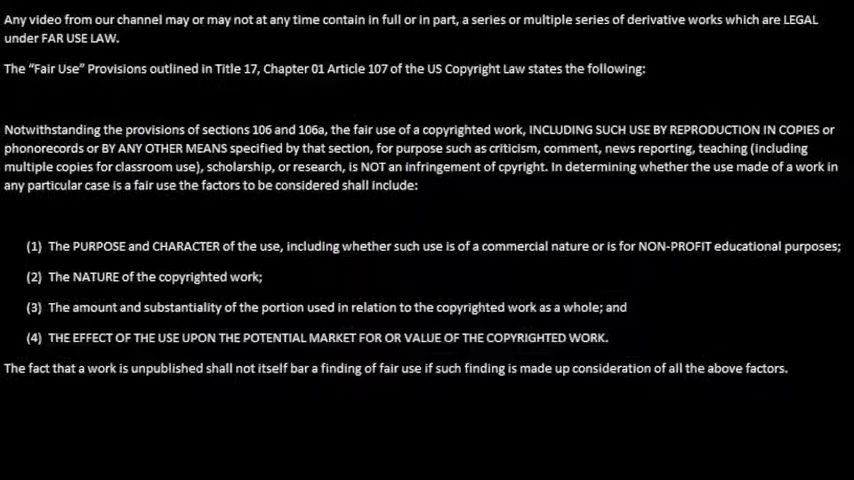 Any video from our channel may or may not at any time contain in full or in part, a series or multiple series of derivative works which are LEGAL
under FAR USE LAW.
The “Fair Use” Provisions outlined in Title 17, Chapter 01 Article 107 of the US Copyright Law states the following:
Notwithstanding the provisions of sections 106 and 106a, the fair use of a copyrighted work, INCLUDING SUCH USE BY REPRODUCTION IN COPIES or
phonorecords or BY ANY OTHER MEANS specified by that section, for purpose such as criticism, comment, news reporting, teaching (including
multiple copies for classroom use), scholarship, or research, is NOT an infringement of cpyright. In determining whether the use made of a work in
any particular case is a fair use the factors to be considered shall include:
(1) The PURPOSE and CHARACTER of the use, including whether such use is of a commercial nature or is for NON-PROFIT educational purposes;
(2) The NATURE of the copyrighted work;
(3) The amount and substantiality of the portion used in relation to the copyrighted work as a whole; and
(4) THE EFFECT OF THE USE UPON THE POTENTIAL MARKET FOR OR VALUE OF THE COPYRIGHTED WORK.
The fact that a work is unpublished shall not itself bar a finding of fair use if such finding is made up consideration of all the above factors.